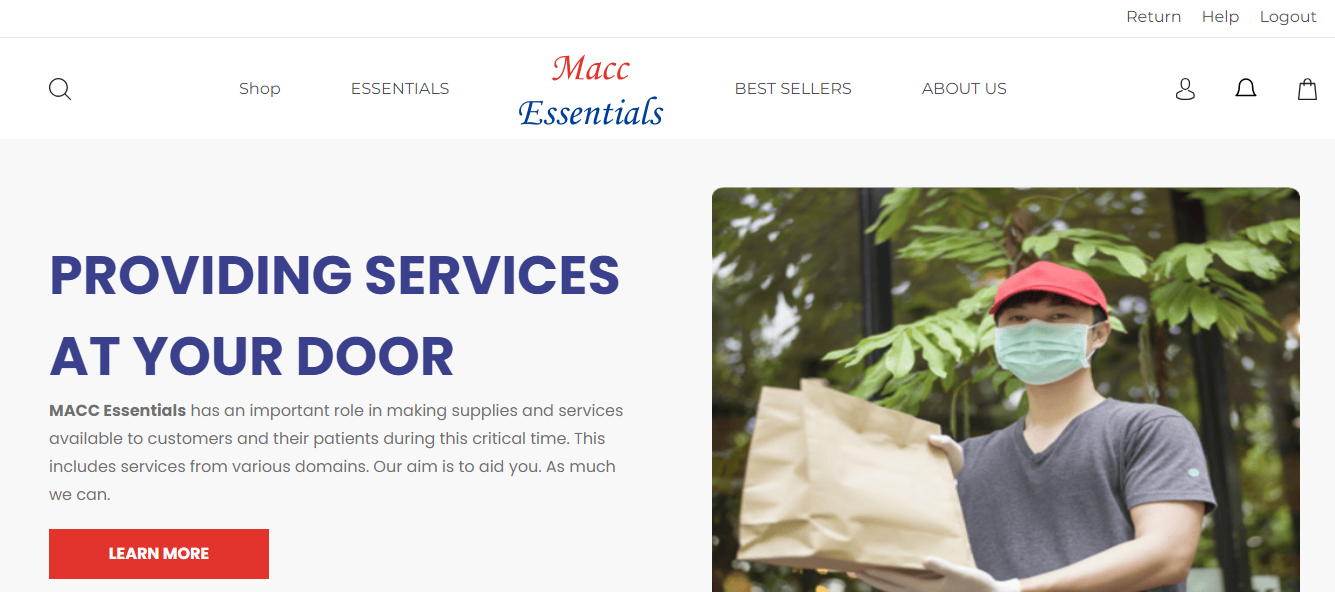 Return Help Logout
Shop ESSENTIALS Macc Essentials BEST SELLERS ABOUT US
PROVIDING SERVICES
AT YOUR DOOR
MACC Essentials has an important role in making supplies and services
available to customers and their patients during this critical time. This
includes services from various domains. Our aim is to aid you. As much
we can.
LEARN MORE